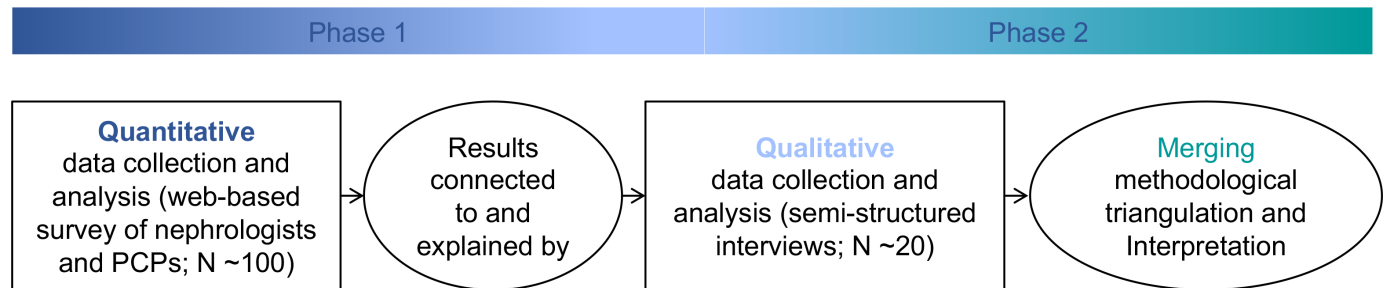 Phase 1
Phase 2
Quantitative
data collection and
analysis (web-based
survey of nephrologists
and PCPs; N ~100)
Results
connected
to and
explained by
Qualitative
data collection and
analysis (semi-structured
interviews; N ~20)
Merging
methodological
triangulation and
Interpretation